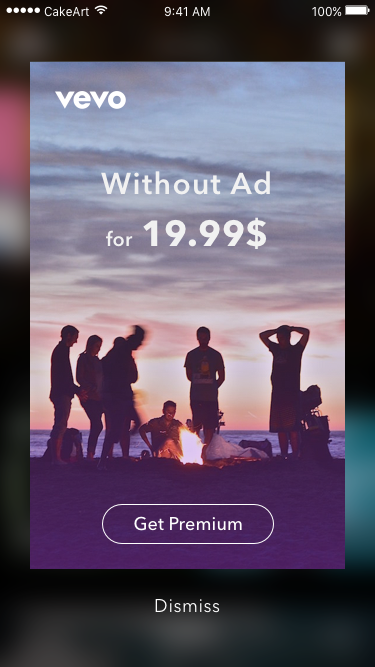 CakeArt 9:41 AM 100%
vevo
Without Ad
for 19.99$
Get Premium
Dismiss